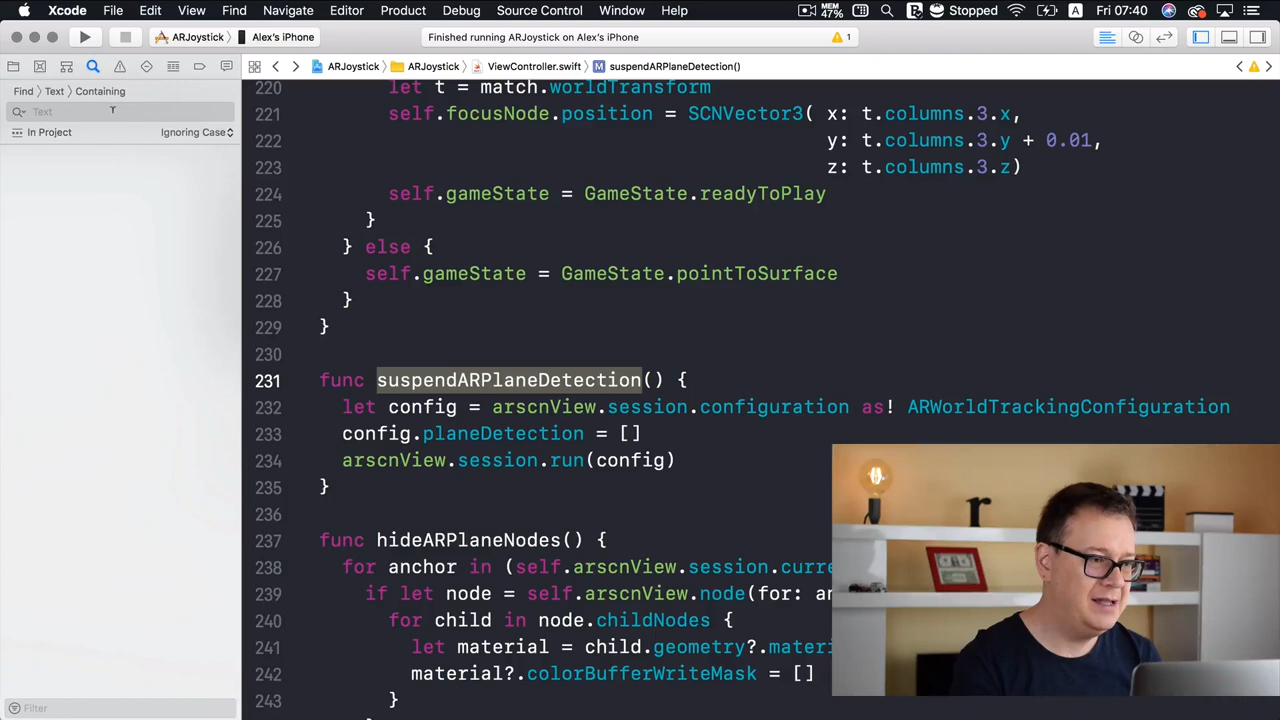 Xcode File Edit View Find Navigate Editor Product Debug Source Control Window Help MEM 47% Stopped A Fri 07:40
ARJoystick Alex's iPhone Finished running ARJoystick on Alex's iPhone 1
ARJoystick ARJoystick ViewController.swift M suspendARPlaneDetection()
Find Text Containing
Text
In Project Ignoring Case
220 let t = match.worldTransform
221 self.focusNode.position = SCNVector3( x: t.columns.3.x,
222 y: t.columns.3.y + 0.01,
223 z: t.columns.3.z)
224 self.gameState = GameState.readyToPlay
225 }
226 } else {
227 self.gameState = GameState.pointToSurface
228 }
229 }
230
231 func suspendARPlaneDetection() {
232 let config = arscnView.session.configuration as! ARWorldTrackingConfiguration
233 config.planeDetection = []
234 arscnView.session.run(config)
235 }
236
237 func hideARPlaneNodes() {
238 for anchor in (self.arscnView.session.curre
239 if let node = self.arscnView.node(for: an
240 for child in node.childNodes {
241 let material = child.geometry?.materi
242 material?.colorBufferWriteMask = []
243 }
Filter